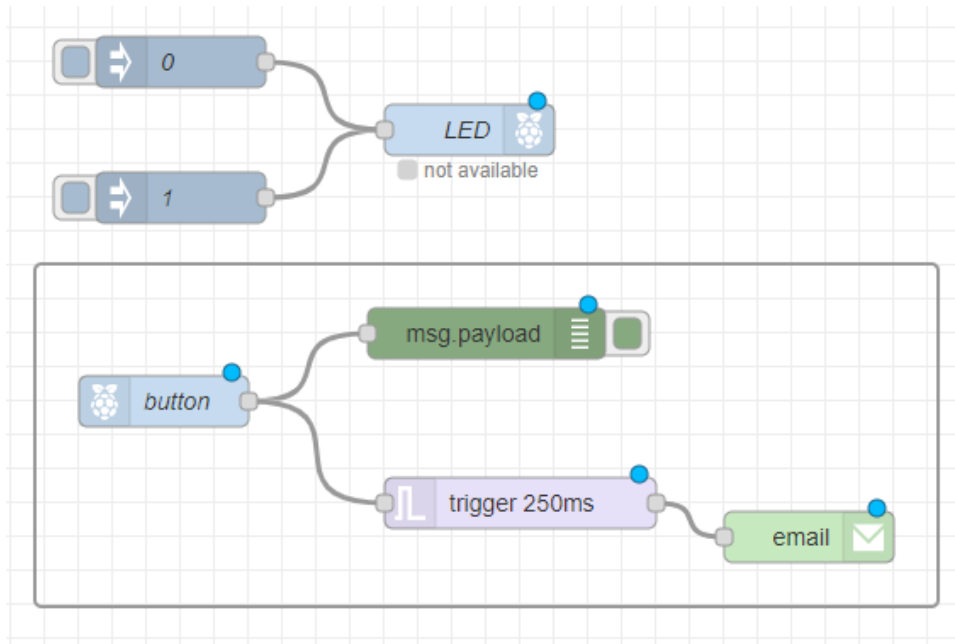 0
LED
not available
1
msg.payload
button
trigger 250ms
email